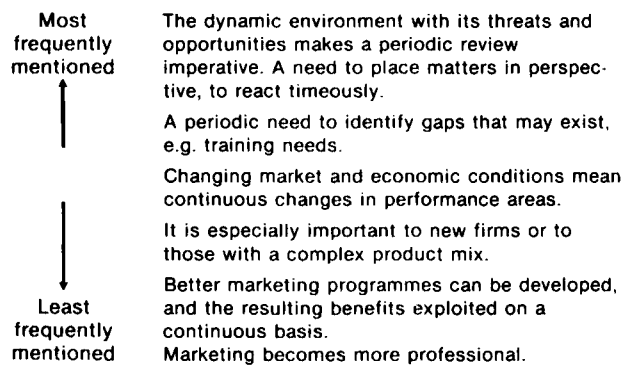 Most
frequently
mentioned
The dynamic environment with its threats and
opportunities makes a periodic review
imperative. A need to place matters in perspec-
tive, to react timeously.
A periodic need to identify gaps that may exist,
e.g. training needs.
Changing market and economic conditions mean
continuous changes in performance areas.
It is especially important to new firms or to
those with a complex product mix.
Better marketing programmes can be developed,
and the resulting benefits exploited on a
continuous basis.
Marketing becomes more professional.
Least
frequently
mentioned